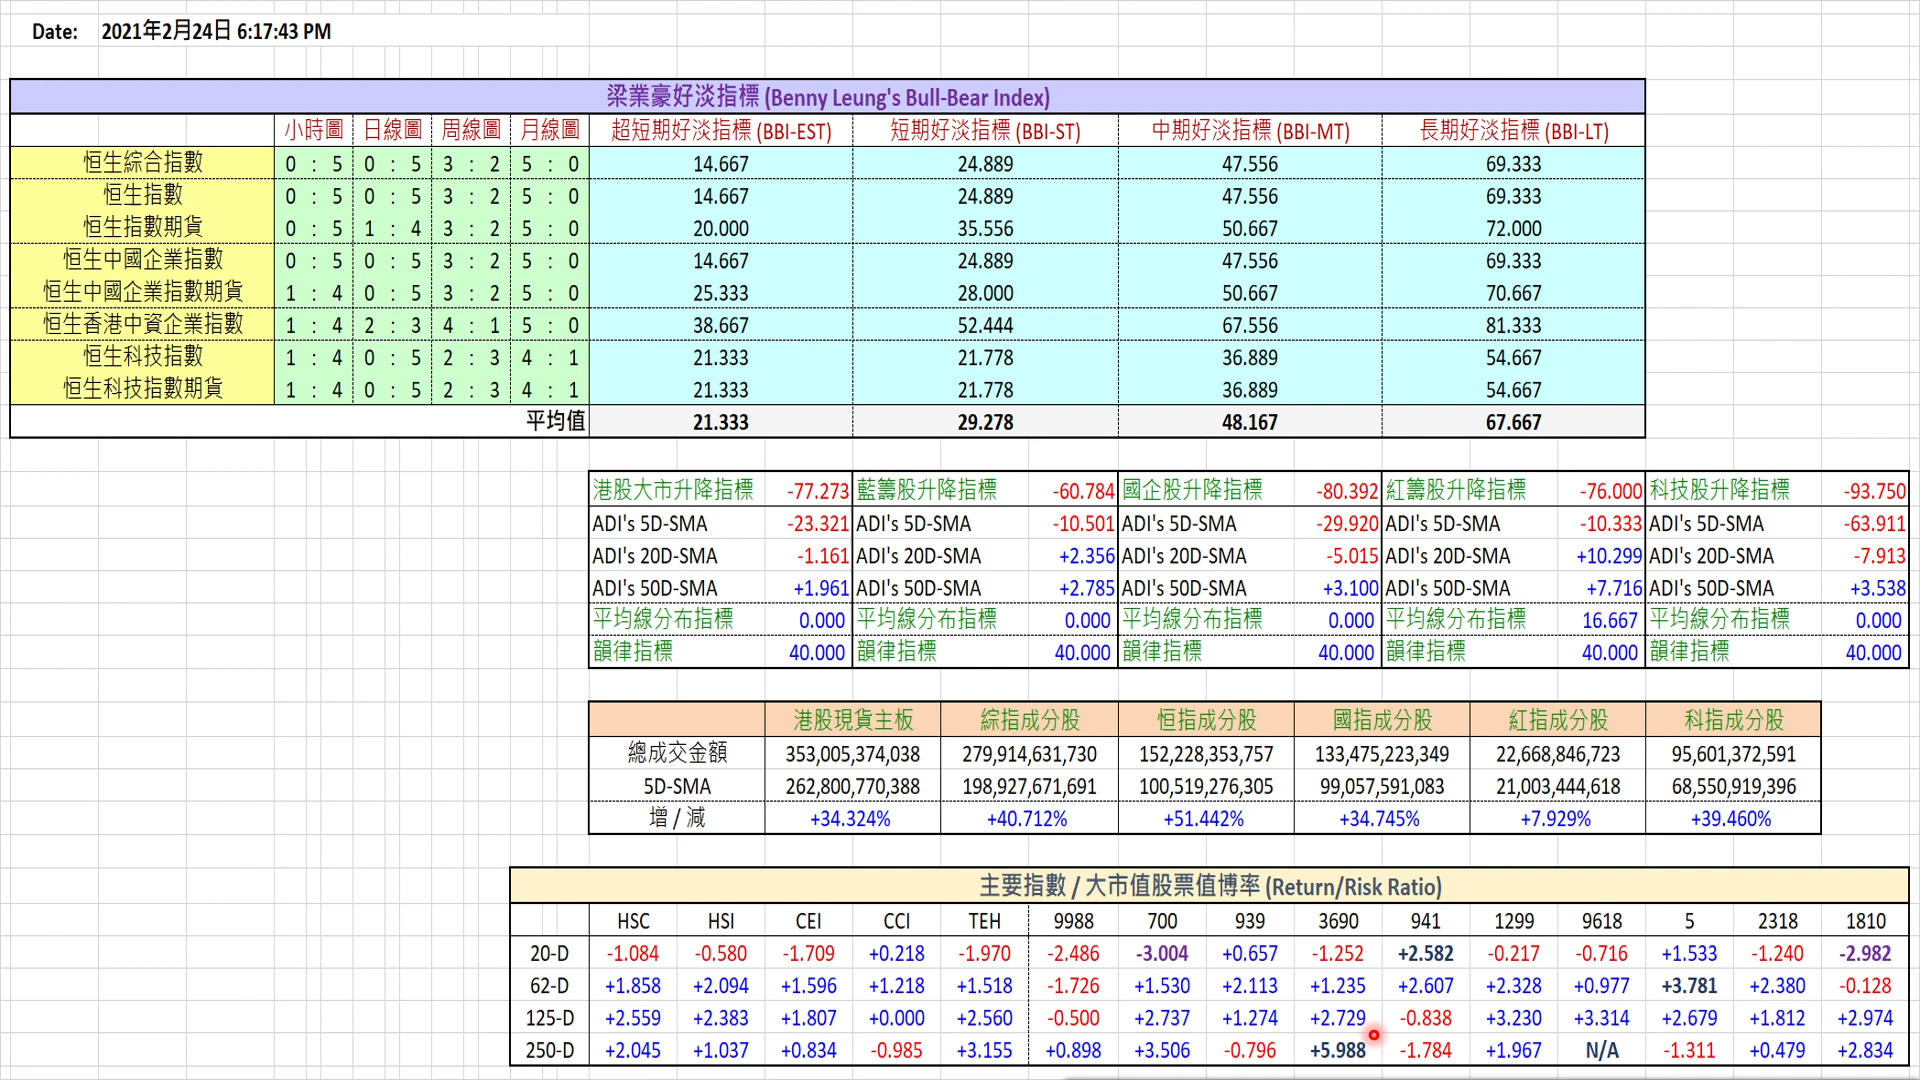 Date: 2021年2月24日 6:17:43 PM
梁業豪好淡指標 (Benny Leung's Bull-Bear Index)
小時圖 日線圖 周線圖 月線圖 超短期好淡指標 (BBI-EST) 短期好淡指標 (BBI-ST) 中期好淡指標 (BBI-MT) 長期好淡指標 (BBI-LT)
恒生綜合指數 0 : 5 0 : 5 3 : 2 5 : 0 14.667 24.889 47.556 69.333
恒生指數 0 : 5 0 : 5 3 : 2 5 : 0 14.667 24.889 47.556 69.333
恒生指數期貨 0 : 5 1 : 4 3 : 2 5 : 0 20.000 35.556 50.667 72.000
恒生中國企業指數 0 : 5 0 : 5 3 : 2 5 : 0 14.667 24.889 47.556 69.333
恒生中國企業指數期貨 1 : 4 0 : 5 3 : 2 5 : 0 25.333 28.000 50.667 70.667
恒生香港中資企業指數 1 : 4 2 : 3 4 : 1 5 : 0 38.667 52.444 67.556 81.333
恒生科技指數 1 : 4 0 : 5 2 : 3 4 : 1 21.333 21.778 36.889 54.667
恒生科技指數期貨 1 : 4 0 : 5 2 : 3 4 : 1 21.333 21.778 36.889 54.667
平均值 21.333 29.278 48.167 67.667
港股大市升降指標 -77.273 藍籌股升降指標 -60.784 國企股升降指標 -80.392 紅籌股升降指標 -76.000 科技股升降指標 -93.750
ADI's 5D-SMA -23.321 ADI's 5D-SMA -10.501 ADI's 5D-SMA -29.920 ADI's 5D-SMA -10.333 ADI's 5D-SMA -63.911
ADI's 20D-SMA -1.161 ADI's 20D-SMA +2.356 ADI's 20D-SMA -5.015 ADI's 20D-SMA +10.299 ADI's 20D-SMA -7.913
ADI's 50D-SMA +1.961 ADI's 50D-SMA +2.785 ADI's 50D-SMA +3.100 ADI's 50D-SMA +7.716 ADI's 50D-SMA +3.538
平均線分布指標 0.000 平均線分布指標 0.000 平均線分布指標 0.000 平均線分布指標 16.667 平均線分布指標 0.000
韻律指標 40.000 韻律指標 40.000 韻律指標 40.000 韻律指標 40.000 韻律指標 40.000
港股現貨主板 綜指成分股 恒指成分股 國指成分股 紅指成分股 科指成分股
總成交金額 353,005,374,038 279,914,631,730 152,228,353,757 133,475,223,349 22,668,846,723 95,601,372,591
5D-SMA 262,800,770,388 198,927,671,691 100,519,276,305 99,057,591,083 21,003,444,618 68,550,919,396
增 / 減 +34.324% +40.712% +51.442% +34.745% +7.929% +39.460%
主要指數 / 大市值股票值博率 (Return/Risk Ratio)
HSC HSI CEI CCI TEH 9988 700 939 3690 941 1299 9618 5 2318 1810
20-D -1.084 -0.580 -1.709 +0.218 -1.970 -2.486 -3.004 +0.657 -1.252 +2.582 -0.217 -0.716 +1.533 -1.240 -2.982
62-D +1.858 +2.094 +1.596 +1.218 +1.518 -1.726 +1.530 +2.113 +1.235 +2.607 +2.328 +0.977 +3.781 +2.380 -0.128
125-D +2.559 +2.383 +1.807 +0.000 +2.560 -0.500 +2.737 +1.274 +2.729 -0.838 +3.230 +3.314 +2.679 +1.812 +2.974
250-D +2.045 +1.037 +0.834 -0.985 +3.155 +0.898 +3.506 -0.796 +5.988 -1.784 +1.967 N/A -1.311 +0.479 +2.834